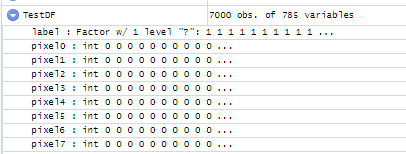 TestDF 7000 obs. of 785 variables
label : Factor w/ 1 level "?": 1 1 1 1 1 1 1 1 1 1 ...
pixel0 : int 0 0 0 0 0 0 0 0 0 0 ...
pixel1 : int 0 0 0 0 0 0 0 0 0 0 ...
pixel2 : int 0 0 0 0 0 0 0 0 0 0 ...
pixel3 : int 0 0 0 0 0 0 0 0 0 0 ...
pixel4 : int 0 0 0 0 0 0 0 0 0 0 ...
pixel5 : int 0 0 0 0 0 0 0 0 0 0 ...
pixel6 : int 0 0 0 0 0 0 0 0 0 0 ...
pixel7 : int 0 0 0 0 0 0 0 0 0 0 ...